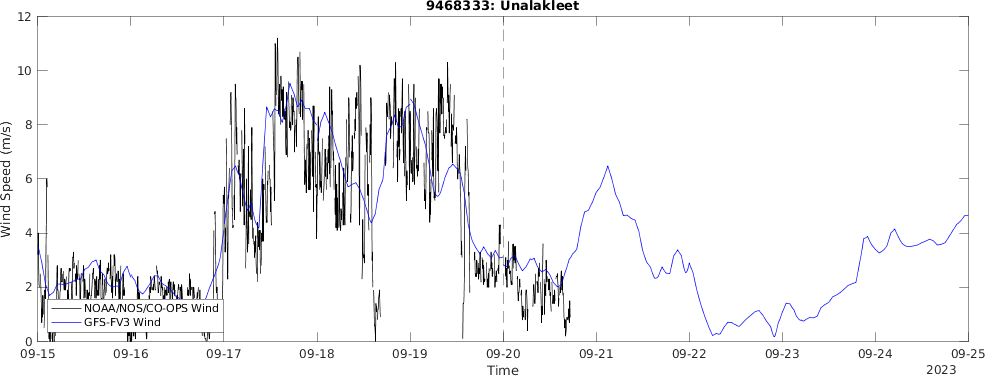 9468333: Unalakleet
Wind Speed (m/s)
12
10
8
6
4
2
0
NOAA/NOS/CO-OPS Wind
GFS-FV3 Wind
09-15 09-16 09-17 09-18 09-19 09-20 09-21 09-22 09-23 09-24 09-25
Time
2023